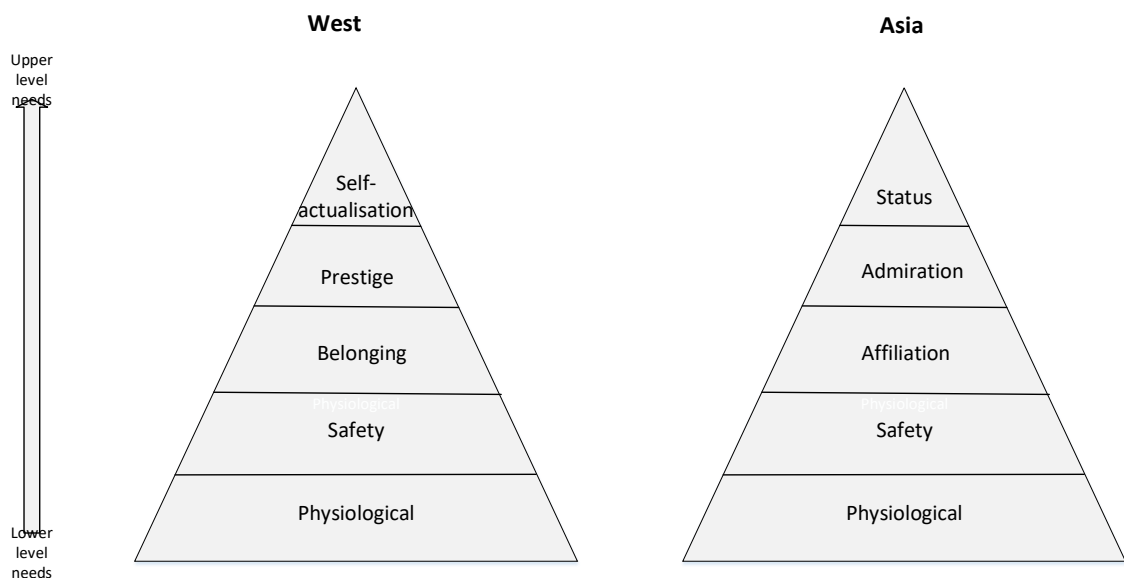 West
Asia
Upper
level
needs
Self-
actualisation
Status
Prestige
Admiration
Belonging
Affiliation
Physiological
Physiological
Safety
Safety
Physiological
Physiological
Lower
level
needs